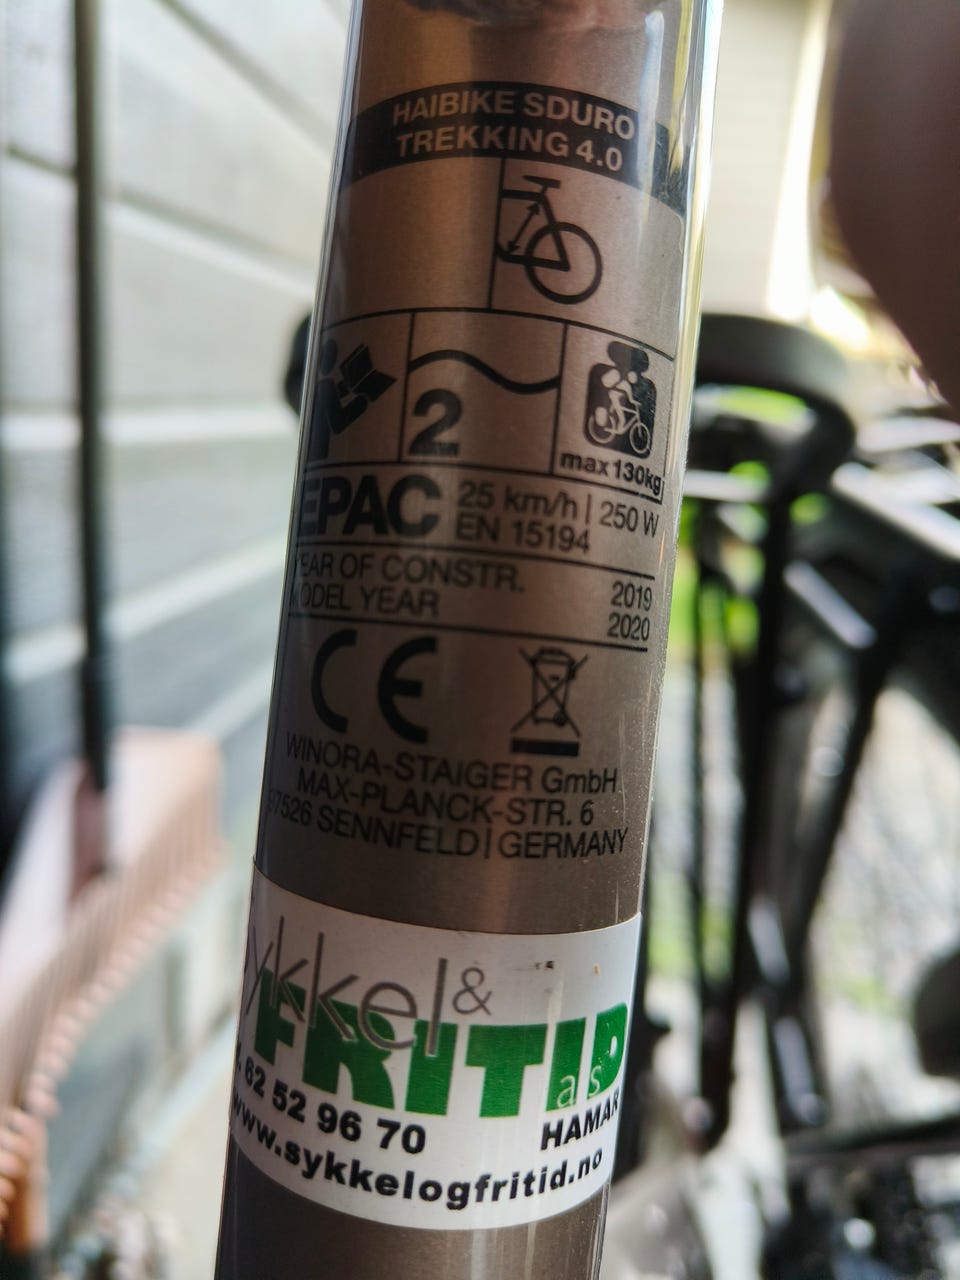 HAIBIKE SDURO
TREKKING 4.0
2
max 130kg
EPAC 25 km/h | 250 W
EN 15194
YEAR OF CONSTR. 2019
MODEL YEAR 2020
CE
WINORA-STAIGER GmbH
MAX-PLANCK-STR. 6
97526 SENNFELD | GERMANY
sykkel &
FRITID
as
62 52 96 70 HAMAR
www.sykkelogfritid.no